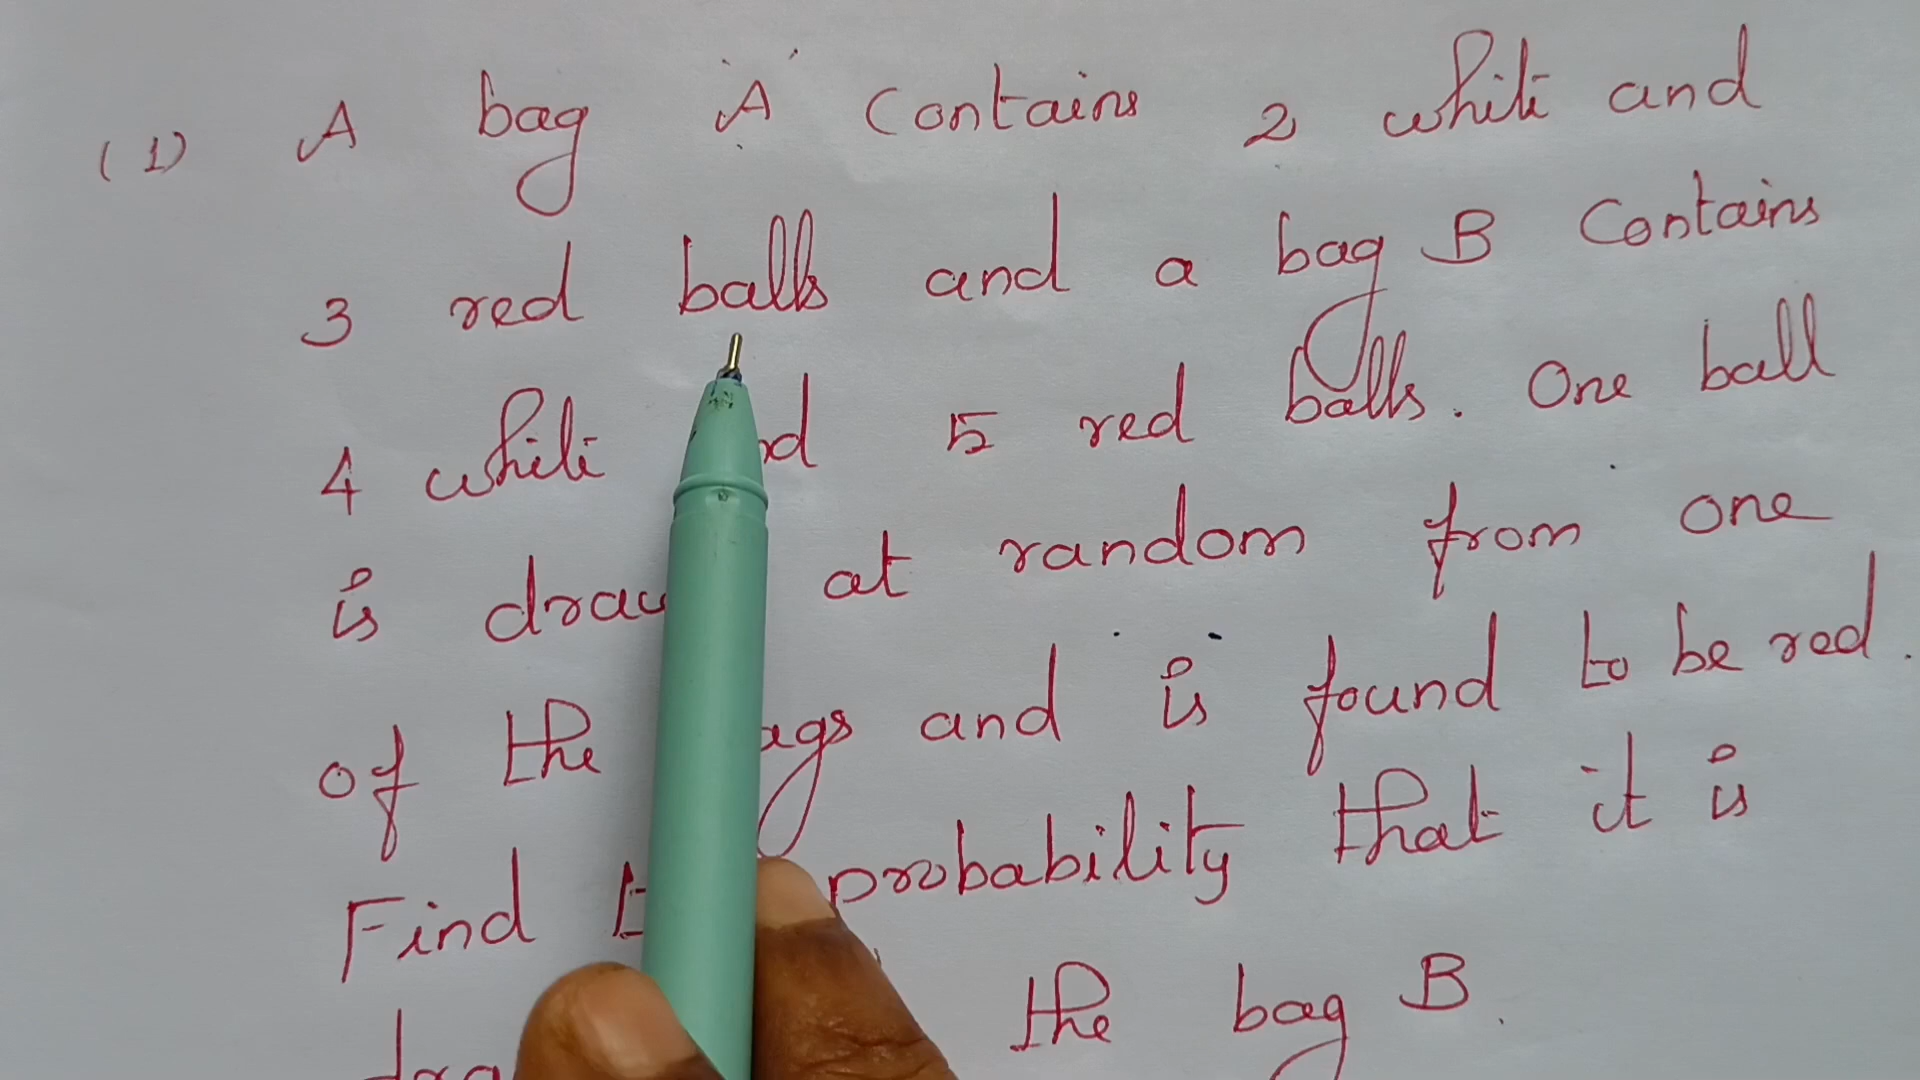 (1) A bag A contains 2 white and
3 red balls and a bag B contains
4 white 5 red balls. One ball
is at random from one
of the and is found to be red.
Find probability that it is
the bag B.